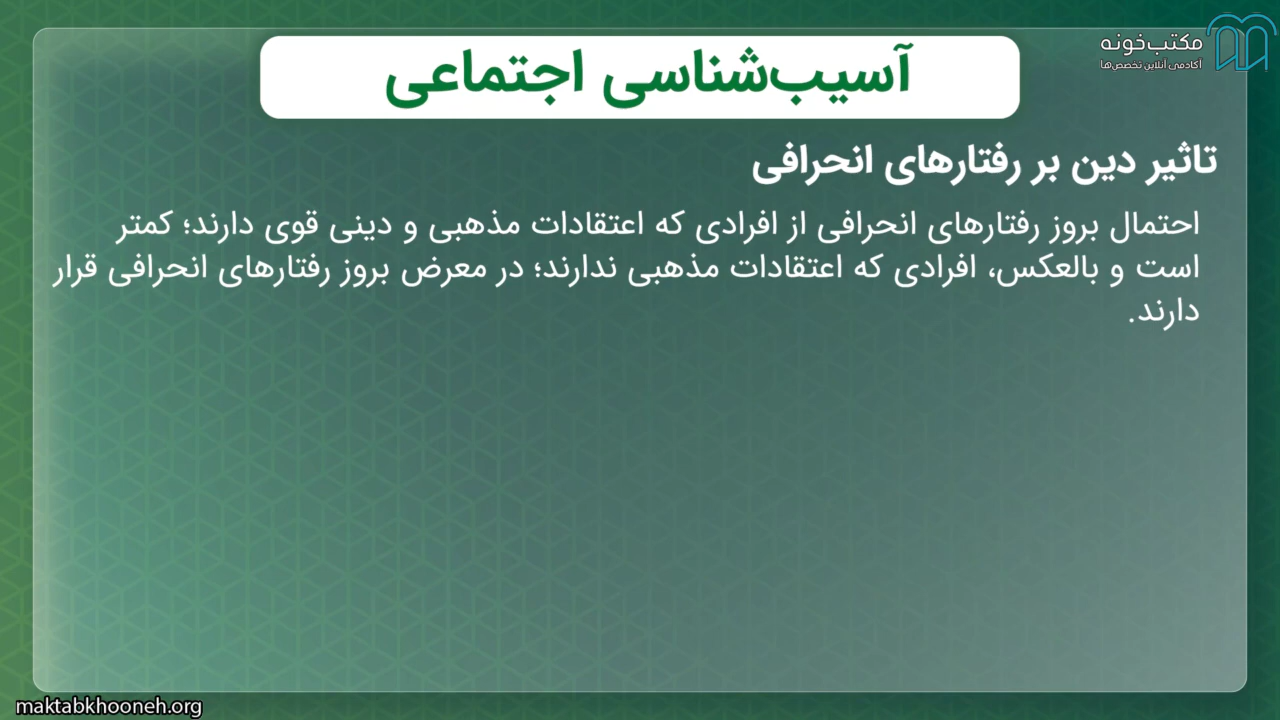 مکتب‌خونه
آکادمی آنلاین تخصص‌ها
آسیب‌شناسی اجتماعی
تاثیر دین بر رفتارهای انحرافی
احتمال بروز رفتارهای انحرافی از افرادی که اعتقادات مذهبی و دینی قوی دارند؛ کمتر
است و بالعکس، افرادی که اعتقادات مذهبی ندارند؛ در معرض بروز رفتارهای انحرافی قرار
دارند.
maktabkhooneh.org